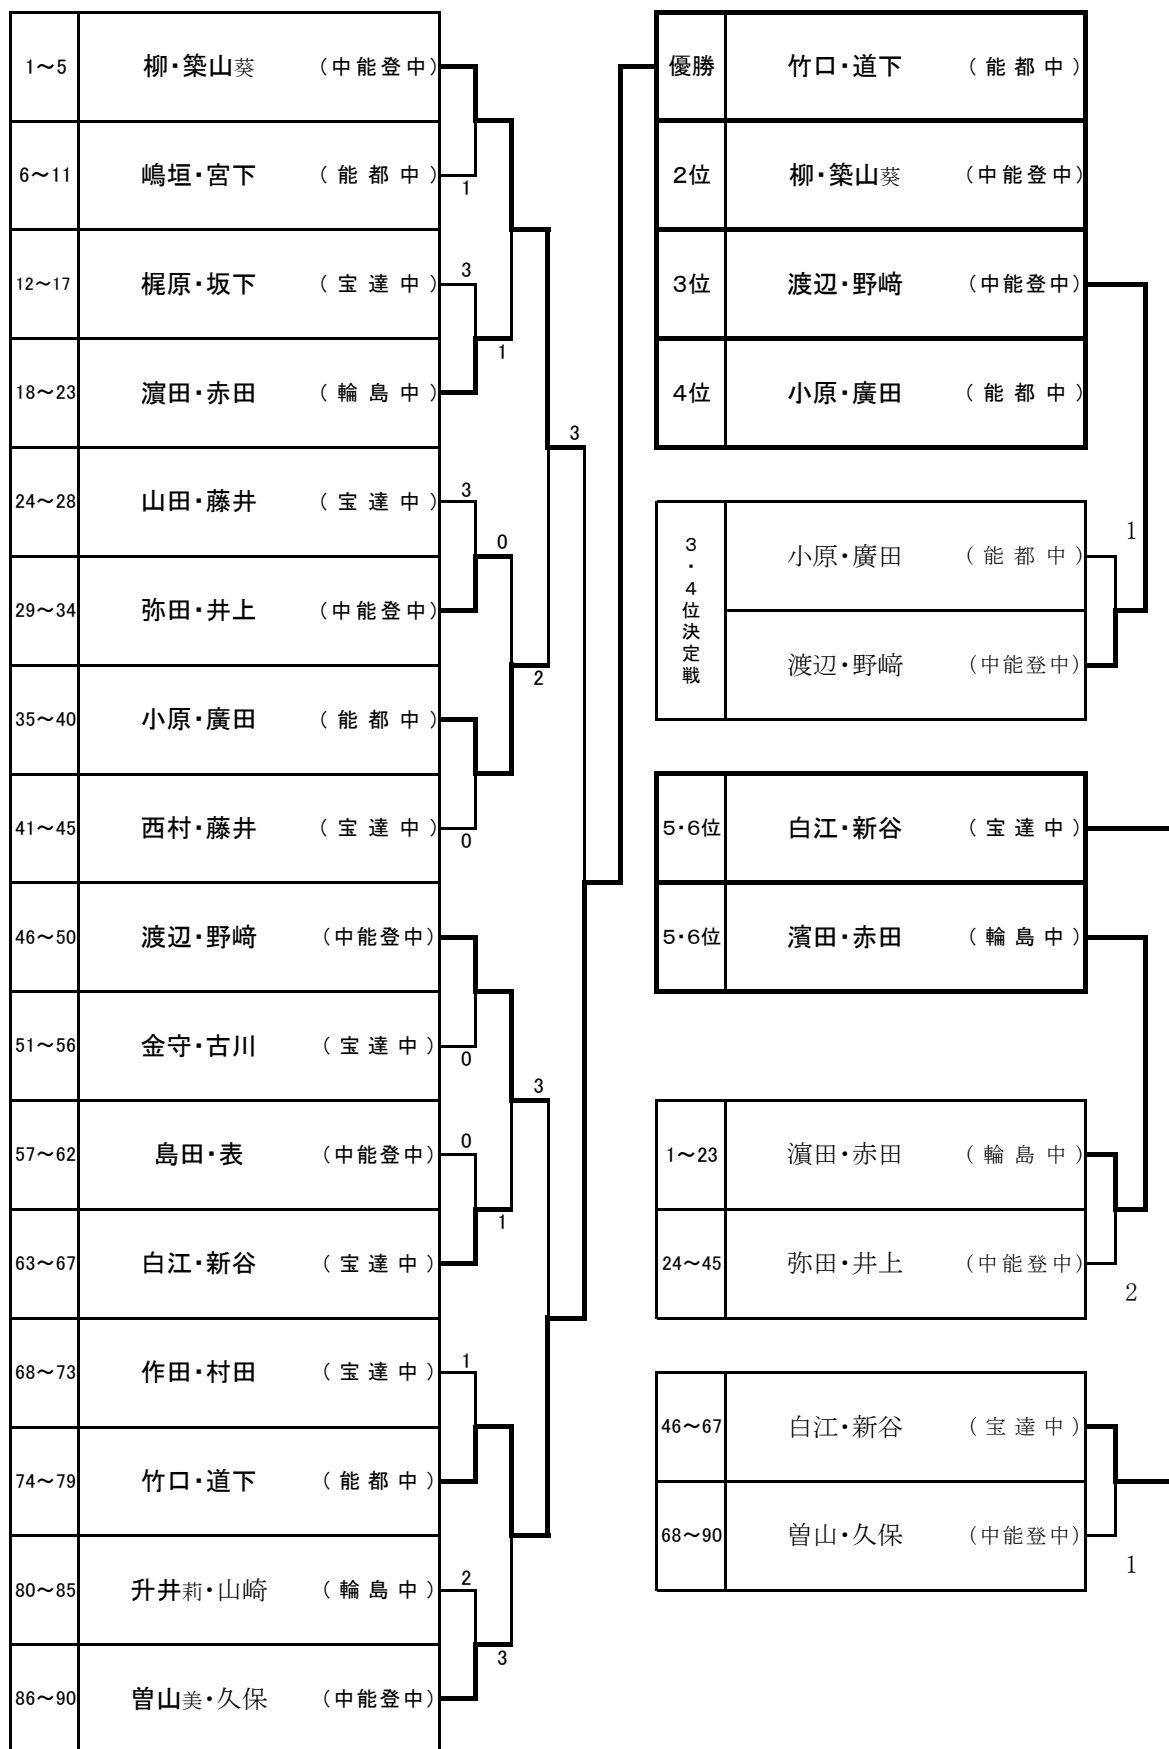 1～5 柳・築山葵 （中能登中）
6～11 嶋垣・宮下 （能都中）
1
12～17 梶原・坂下 （宝達中）
3
1
18～23 濵田・赤田 （輪島中）
3
24～28 山田・藤井 （宝達中）
3
0
29～34 弥田・井上 （中能登中）
2
35～40 小原・廣田 （能都中）
41～45 西村・藤井 （宝達中）
0
46～50 渡辺・野﨑 （中能登中）
51～56 金守・古川 （宝達中）
0
3
57～62 島田・表 （中能登中）
0
1
63～67 白江・新谷 （宝達中）
68～73 作田・村田 （宝達中）
1
74～79 竹口・道下 （能都中）
80～85 升井莉・山崎 （輪島中）
2
3
86～90 曽山美・久保 （中能登中）
優勝 竹口・道下 （能都中）
2位 柳・築山葵 （中能登中）
3位 渡辺・野﨑 （中能登中）
4位 小原・廣田 （能都中）
3・4位決定戦
小原・廣田 （能都中）
1
渡辺・野﨑 （中能登中）
5・6位 白江・新谷 （宝達中）
5・6位 濱田・赤田 （輪島中）
1～23 濵田・赤田 （輪島中）
24～45 弥田・井上 （中能登中）
2
46～67 白江・新谷 （宝達中）
68～90 曽山・久保 （中能登中）
1